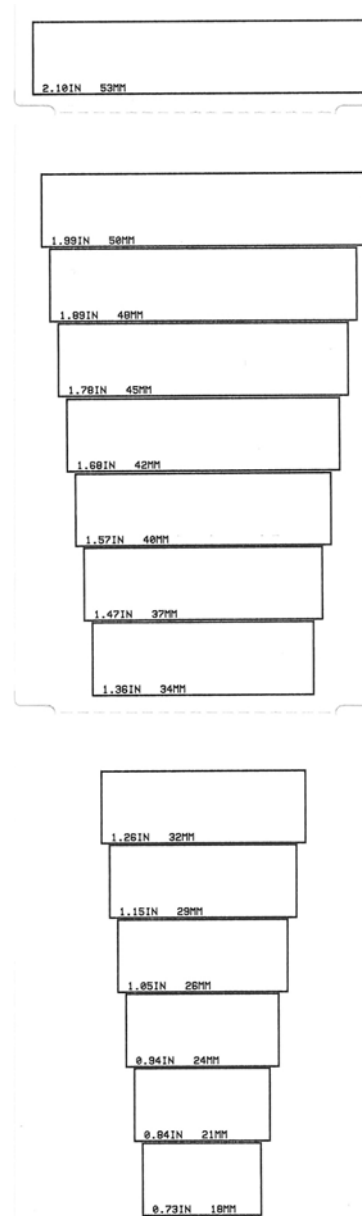 2.10IN 53MM
1.99IN 50MM
1.89IN 48MM
1.78IN 45MM
1.68IN 42MM
1.57IN 40MM
1.47IN 37MM
1.36IN 34MM
1.26IN 32MM
1.15IN 29MM
1.05IN 26MM
0.94IN 24MM
0.84IN 21MM
0.73IN 18MM